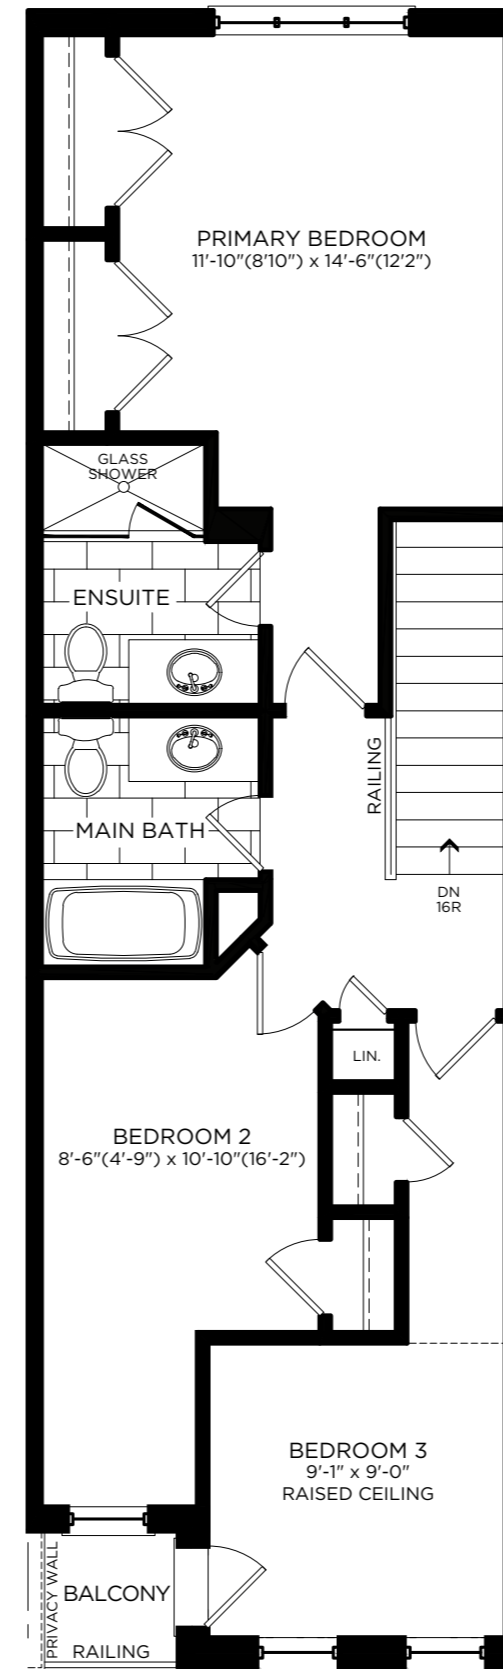 PRIMARY BEDROOM
11'-10"(8'10") x 14'-6"(12'2")
GLASS
SHOWER
ENSUITE
RAILING
MAIN BATH
DN
16R
LIN.
BEDROOM 2
8'-6"(4'-9") x 10'-10"(16'-2")
BEDROOM 3
9'-1" x 9'-0"
RAISED CEILING
PRIVACY WALL
BALCONY
RAILING